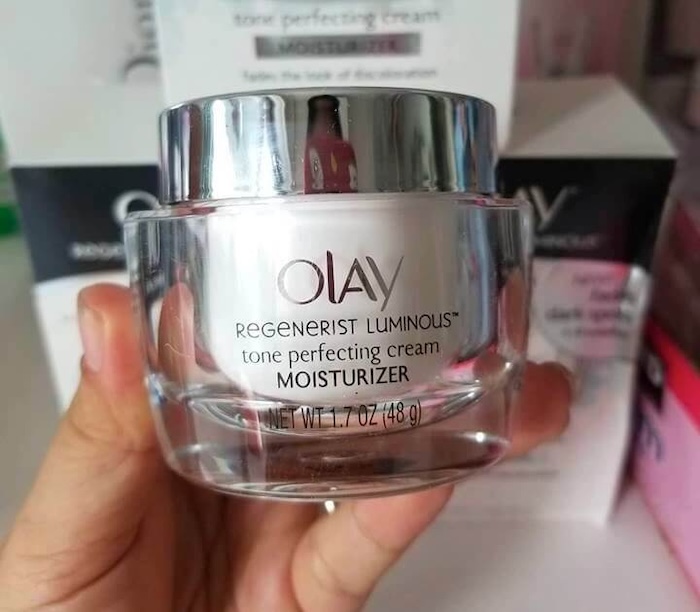 tone perfecting cream
MOISTURIZER
fades the look of discoloration
OLAY
REGENERIST LUMINOUS™
tone perfecting cream
MOISTURIZER
NET WT 1.7 OZ (48 g)